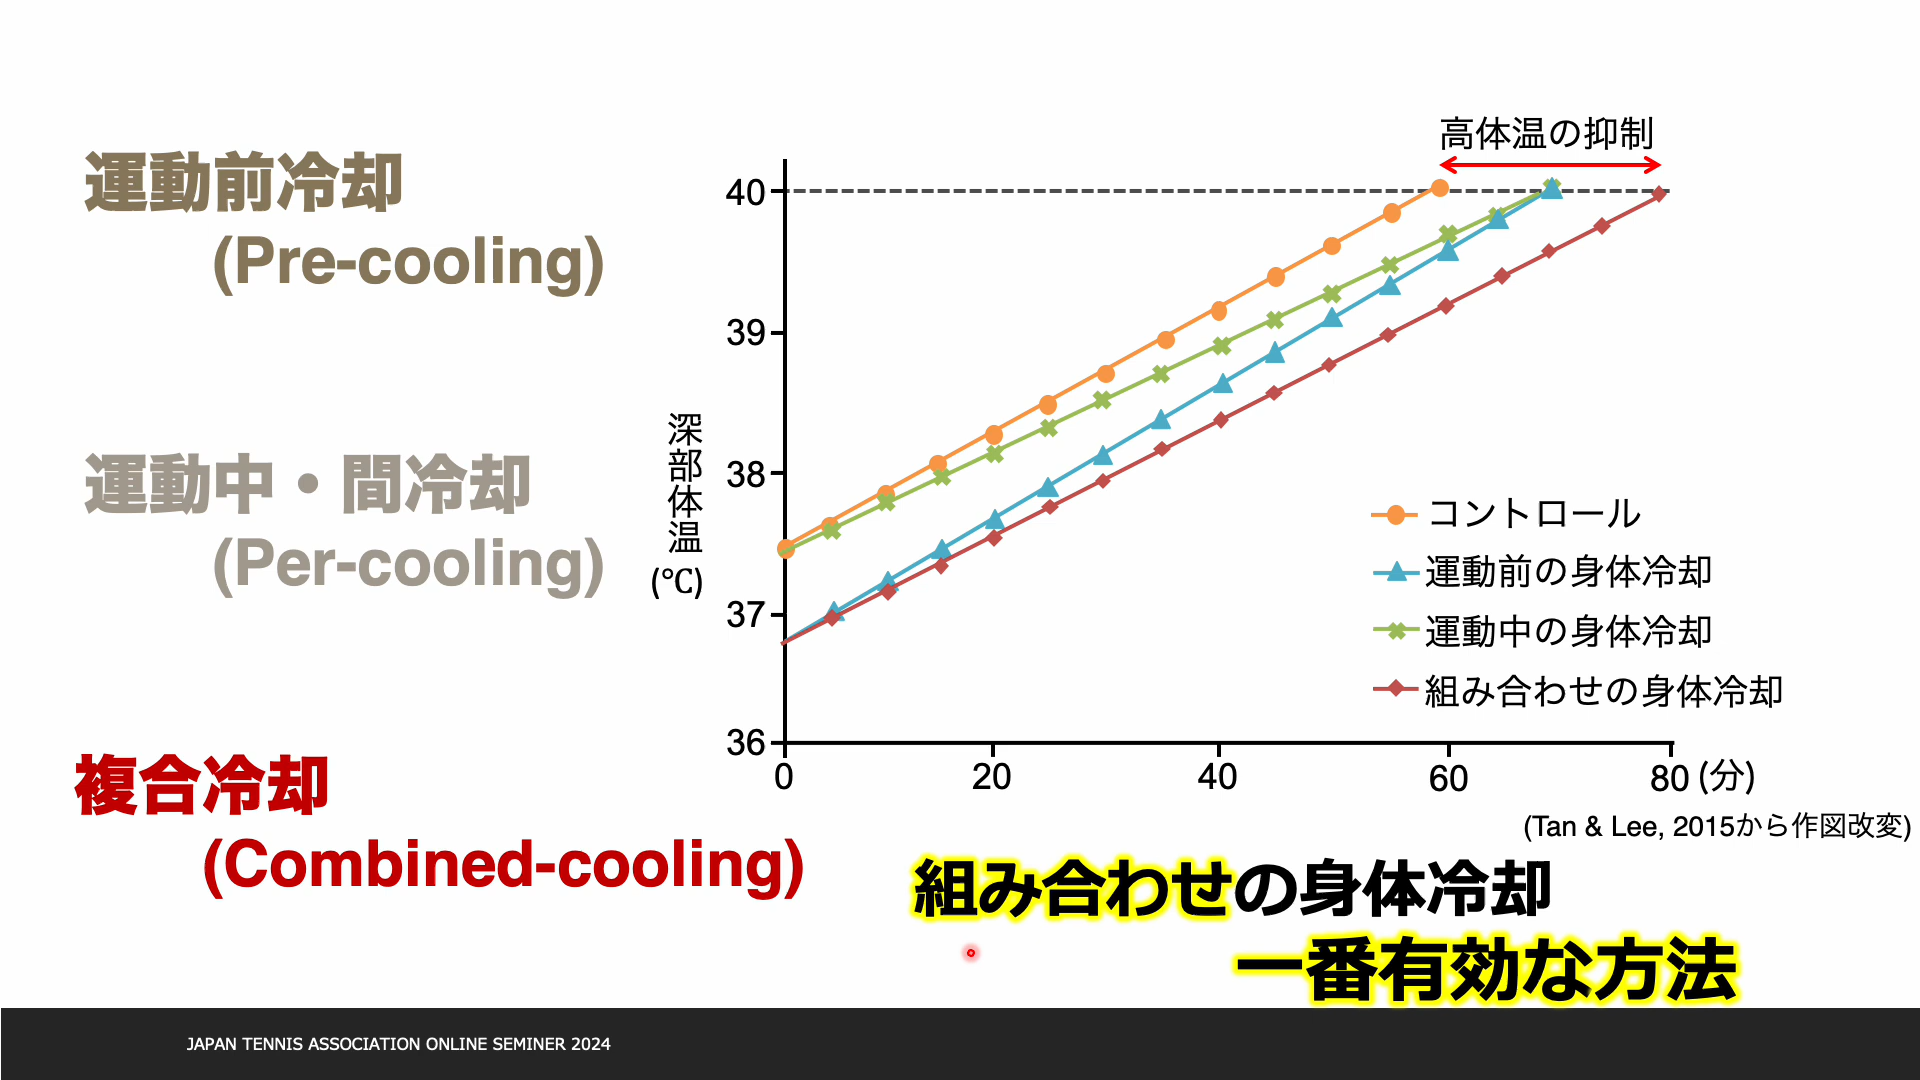 運動前冷却
(Pre-cooling)
運動中・間冷却
(Per-cooling)
複合冷却
(Combined-cooling)
高体温の抑制
40
39
38
37
36
深部体温
(℃)
0 20 40 60 80 (分)
コントロール
運動前の身体冷却
運動中の身体冷却
組み合わせの身体冷却
(Tan & Lee, 2015から作図改変)
組み合わせの身体冷却
一番有効な方法
JAPAN TENNIS ASSOCIATION ONLINE SEMINER 2024